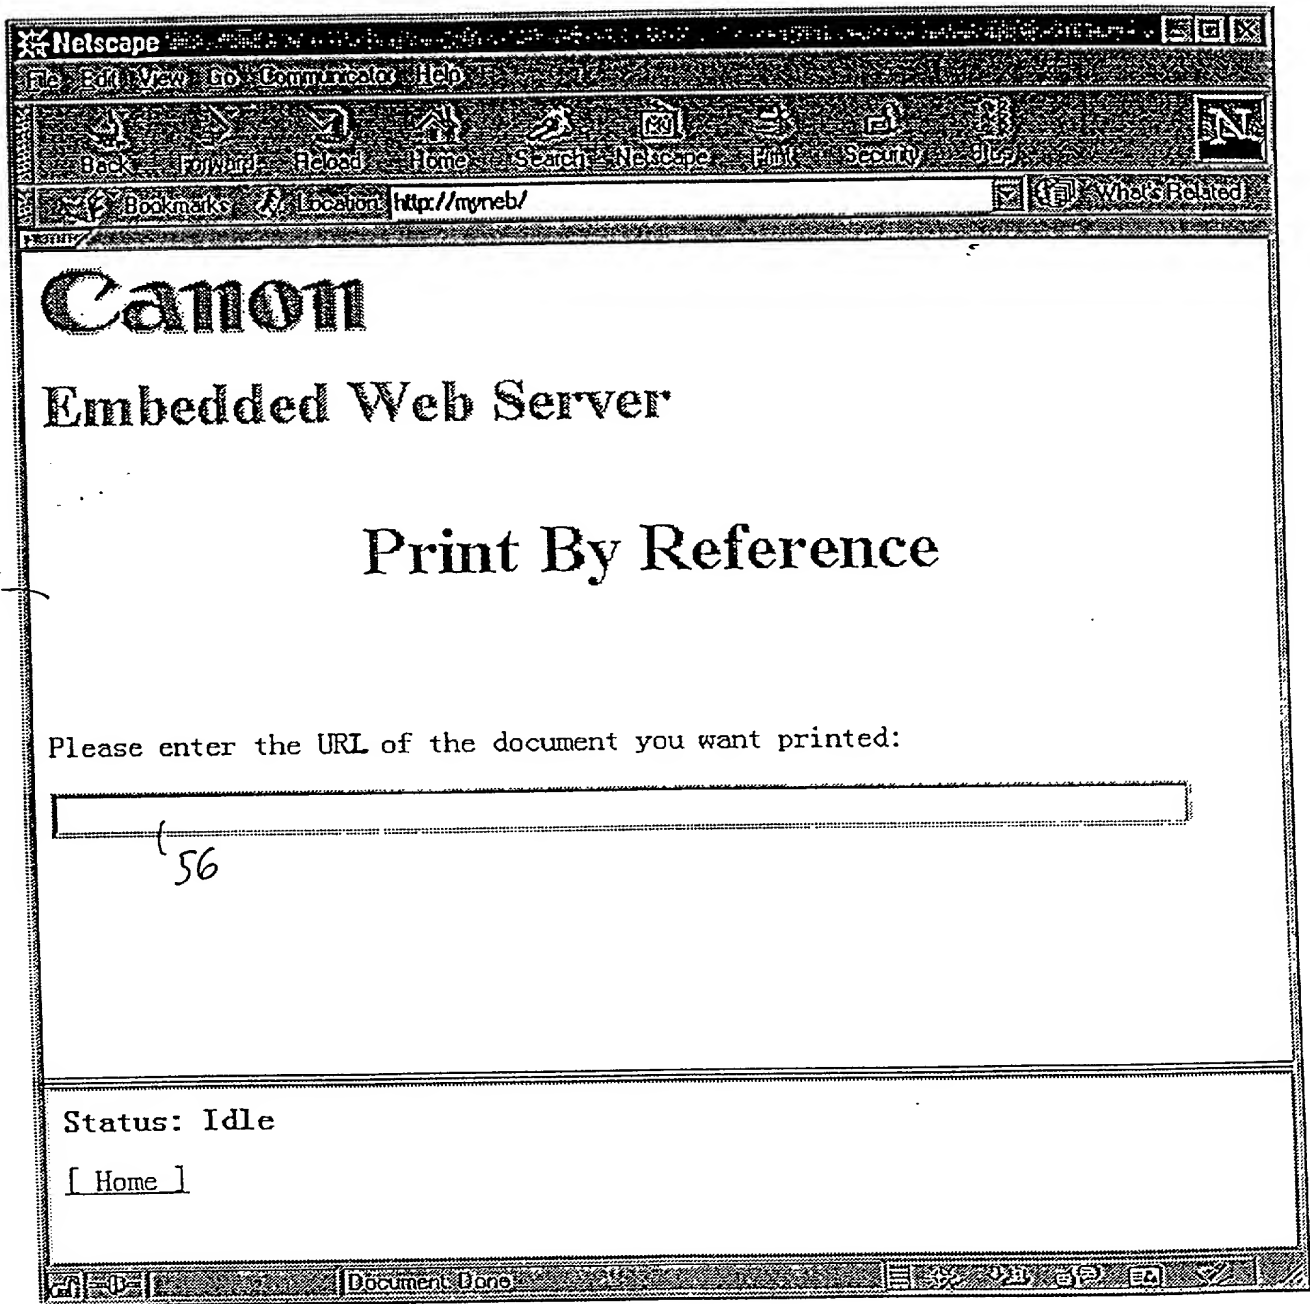 Netscape
File Edit View Go Communicator Help
Back Forward Reload Home Search Netscape Print Security Stop
Bookmarks Location: http://myneb/ What's Related
N
Canon
Embedded Web Server
Print By Reference
Please enter the URL of the document you want printed:
56
Status: Idle
[ Home ]
Document: Done